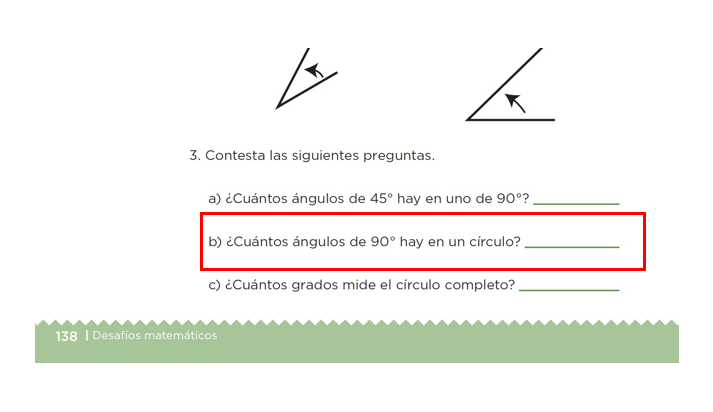 3. Contesta las siguientes preguntas.
a) ¿Cuántos ángulos de 45° hay en uno de 90°?
b) ¿Cuántos ángulos de 90° hay en un círculo?
c) ¿Cuántos grados mide el círculo completo?
138 | Desafíos matemáticos